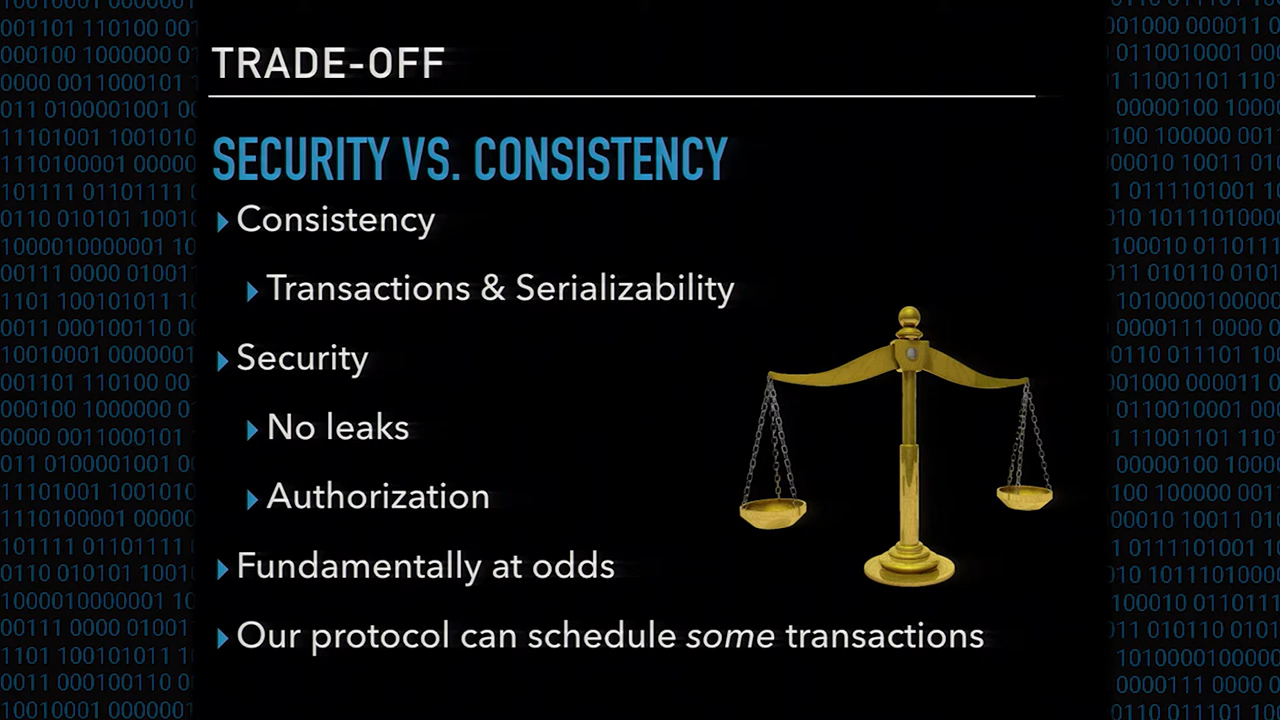 TRADE-OFF
SECURITY VS. CONSISTENCY
Consistency
Transactions & Serializability
Security
No leaks
Authorization
Fundamentally at odds
Our protocol can schedule some transactions